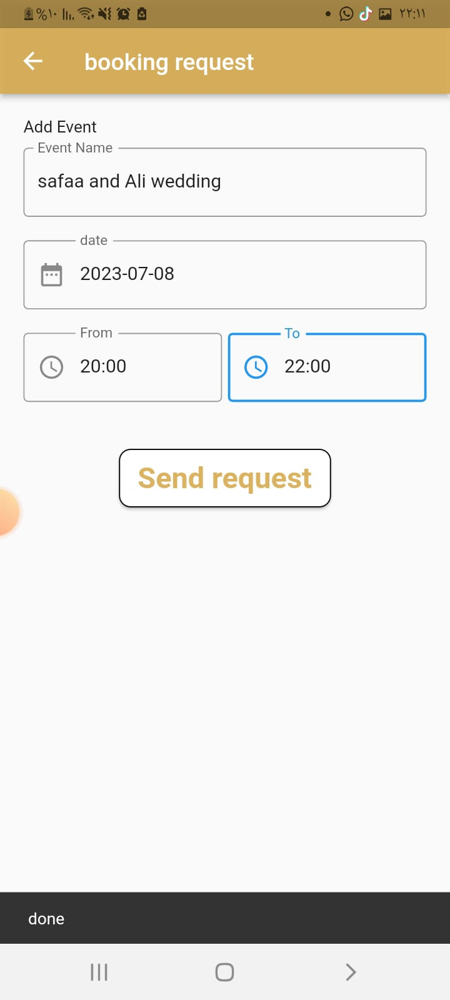 %١٠ ٢٢:١١
booking request
Add Event
Event Name
safaa and Ali wedding
date
2023-07-08
From To
20:00 22:00
Send request
done